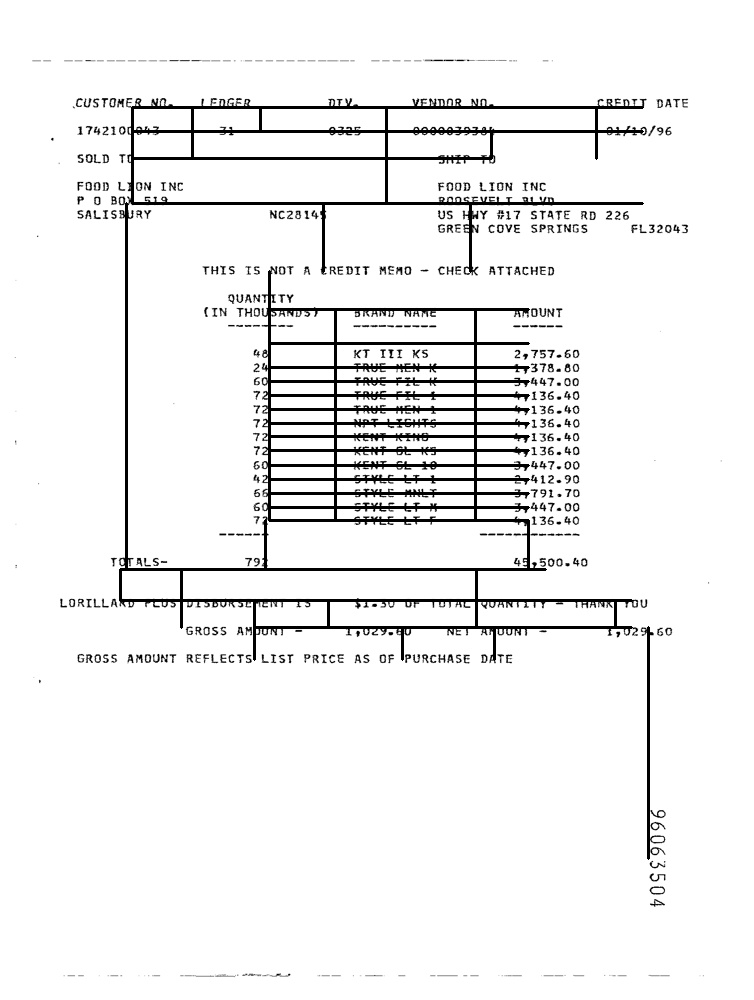 CUSTOMER NO. LEDGER DIV. VENDOR NO. CREDIT DATE
1742100043 31 0325 01/10/96
SOLD TO SHIP TO
FOOD LION INC FOOD LION INC
P O BOX 519 ROOSEVELT BLVD
SALISBURY NC28145 US HWY #17 STATE RD 226
GREEN COVE SPRINGS FL32043
THIS IS NOT A CREDIT MEMO - CHECK ATTACHED
QUANTITY
(IN THOUSANDS) BRAND NAME AMOUNT
48 KT III KS 2,757.60
24 TRUE MEN K 1,378.80
60 TRUE FIL K 3,447.00
72 TRUE FIL 1 4,136.40
72 TRUE MEN 1 4,136.40
72 NPT LIGHTS 4,136.40
72 KENT KING 4,136.40
72 KENT GL KS 4,136.40
60 KENT GL 10 3,447.00
42 STYLE LT 1 2,412.90
66 STYLE MNLT 3,791.70
60 STYLE LT M 3,447.00
72 STYLE LT F 4,136.40
TOTALS- 792 45,500.40
LORILLARD PLUS DISBURSEMENT IS $1.30 OF TOTAL QUANTITY - THANK YOU
GROSS AMOUNT - 1,029.60 NET AMOUNT - 1,029.60
GROSS AMOUNT REFLECTS LIST PRICE AS OF PURCHASE DATE
96063504